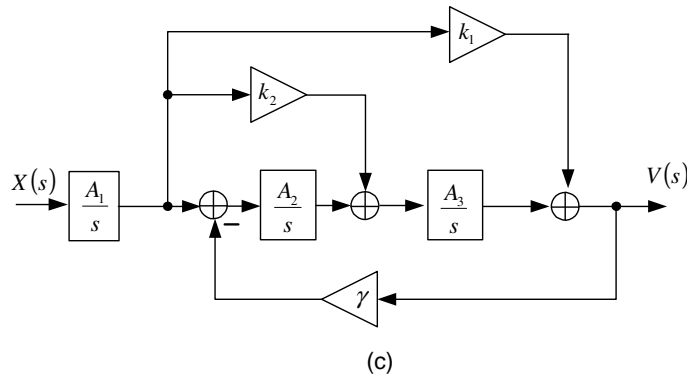 k₁
k₂
X(s)
A₁
s
−
A₂
s
A₃
s
V(s)
γ
(c)